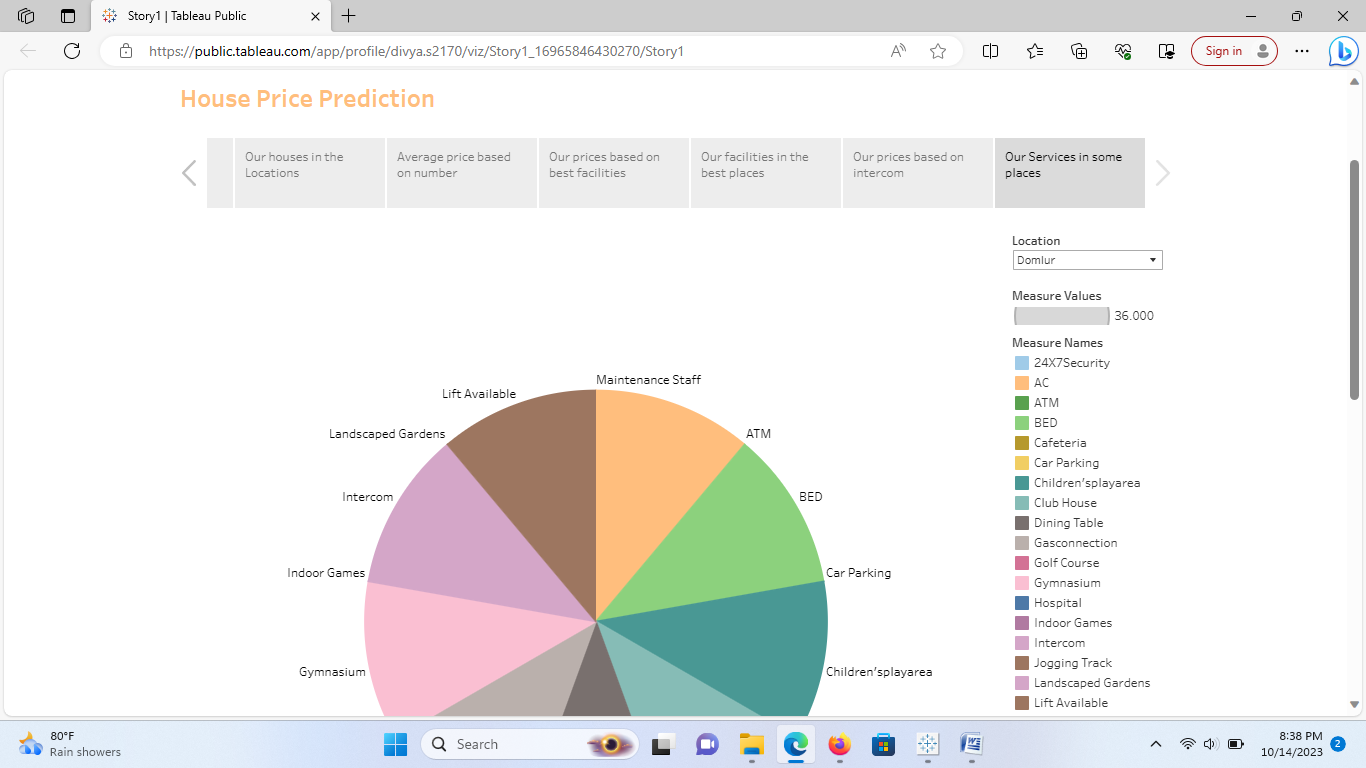 Story1 | Tableau Public
https://public.tableau.com/app/profile/divya.s2170/viz/Story1_16965846430270/Story1
Sign in
House Price Prediction
Our houses in the
Locations
Average price based
on number
Our prices based on
best facilities
Our facilities in the
best places
Our prices based on
intercom
Our Services in some
places
Location
Domlur
Measure Values
36.000
Measure Names
24X7Security
AC
ATM
BED
Cafeteria
Car Parking
Children'splayarea
Club House
Dining Table
Gasconnection
Golf Course
Gymnasium
Hospital
Indoor Games
Intercom
Jogging Track
Landscaped Gardens
Lift Available
Maintenance Staff
Lift Available
ATM
Landscaped Gardens
BED
Intercom
Car Parking
Indoor Games
Children'splayarea
Gymnasium
80°F
Rain showers
Search
8:38 PM
10/14/2023
2